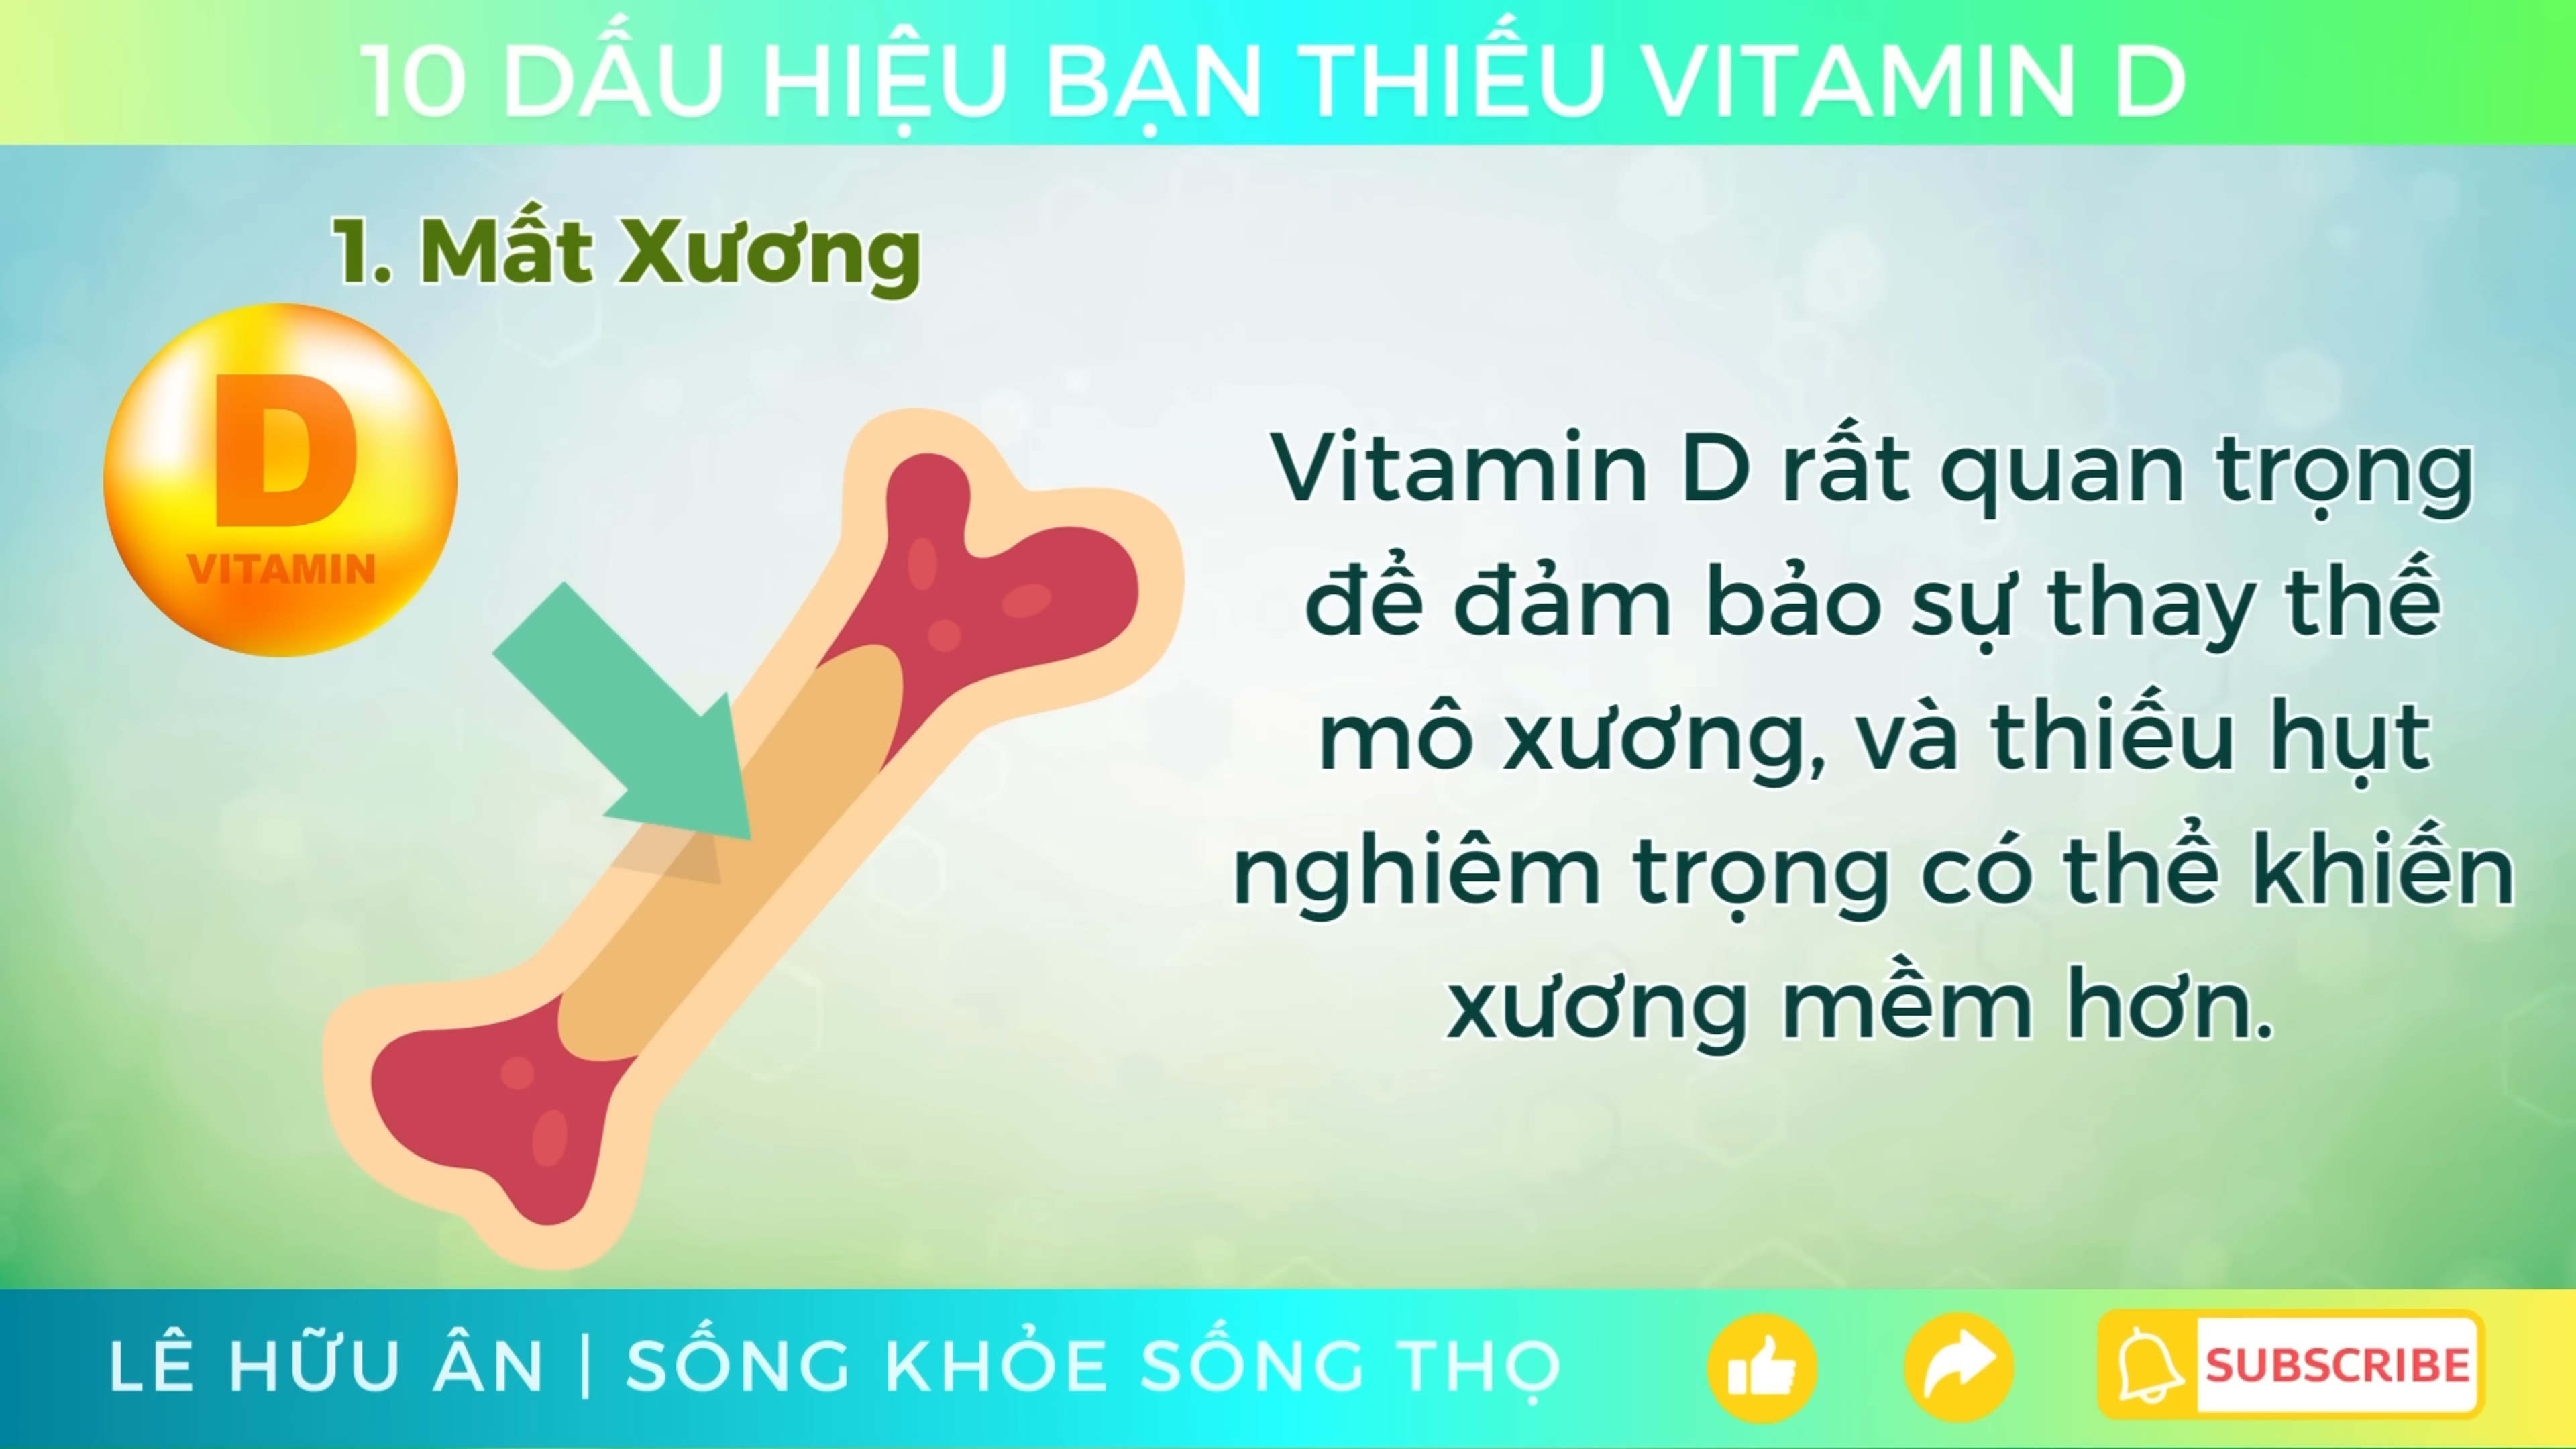 10 DẤU HIỆU BẠN THIẾU VITAMIN D
1. Mất Xương
D
VITAMIN
Vitamin D rất quan trọng
để đảm bảo sự thay thế
mô xương, và thiếu hụt
nghiêm trọng có thể khiến
xương mềm hơn.
LÊ HỮU ÂN | SỐNG KHỎE SỐNG THỌ
SUBSCRIBE